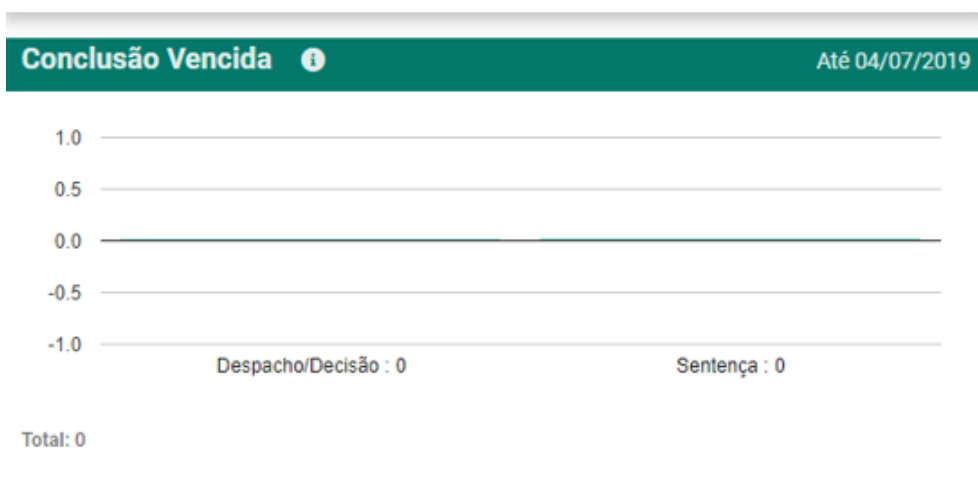 Conclusão Vencida
Até 04/07/2019
1.0
0.5
0.0
-0.5
-1.0
Despacho/Decisão : 0
Sentença : 0
Total: 0